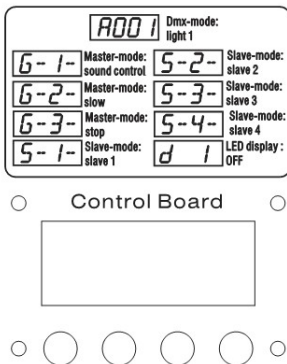 A001 Dmx-mode:
light 1
G-1- Master-mode:
sound control
S-2- Slave-mode:
slave 2
G-2- Master-mode:
slow
S-3- Slave-mode:
slave 3
G-3- Master-mode:
stop
S-4- Slave-mode:
slave 4
S-1- Slave-mode:
slave 1
d 1 LED display :
OFF
Control Board